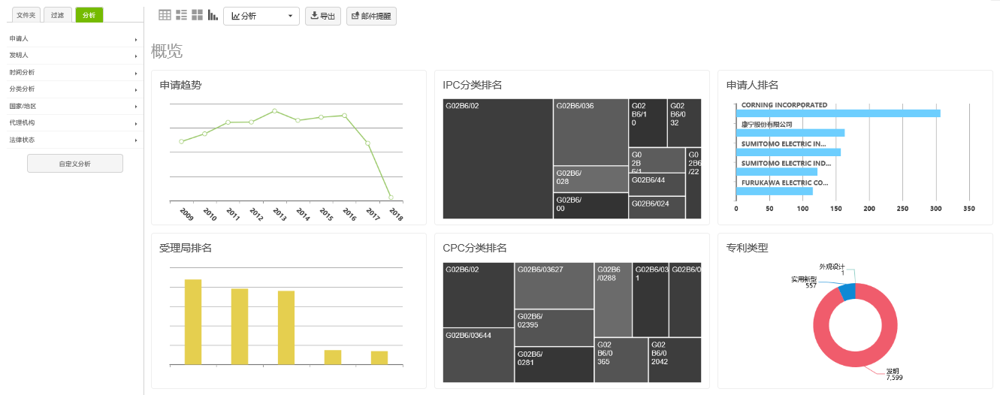 文件夹
过滤
分析
分析
导出
邮件提醒
申请人
发明人
时间分析
分类分析
国家/地区
代理机构
法律状态
自定义分析
概览
申请趋势
2009
2010
2011
2012
2013
2014
2015
2016
2017
2018
IPC分类排名
G02B6/02
G02B6/036
G02
B6/1
0
G02
B6/0
32
G02B6/
028
G0
2B
6/1
G0
2B6
/22
G02B6/44
G02B6/
00
G02B6/024
申请人排名
CORNING INCORPORATED
康宁股份有限公司
SUMITOMO ELECTRIC IN...
SUMITOMO ELECTRIC IND...
FURUKAWA ELECTRIC CO...
0
50
100
150
200
250
300
350
受理局排名
CPC分类排名
G02B6/02
G02B6/03627
G02B6
/0288
G02B6/03
1
G02B6/0
G02B6/
02395
G02B6/03644
G02B6/
0281
G02
B6/0
365
G02
B6/0
2042
专利类型
外观设计
1
实用新型
557
发明
7,599